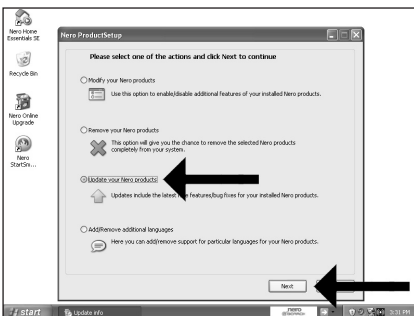 Nero Home
Essentials SE
Recycle Bin
Nero Online
Upgrade
Nero
StartSm...
Nero ProductSetup
Please select one of the actions and click Next to continue
Modify your Nero products
Use this option to enable/disable additional features of your installed Nero products.
Remove your Nero products
This option will give you the chance to remove the selected Nero products
completely from your system.
Update your Nero products
Updates include the latest features/bug fixes for your installed Nero products.
Add/Remove additional languages
Here you can add/remove support for particular languages for your Nero products.
Next
start
Update info
nero
3:31 PM